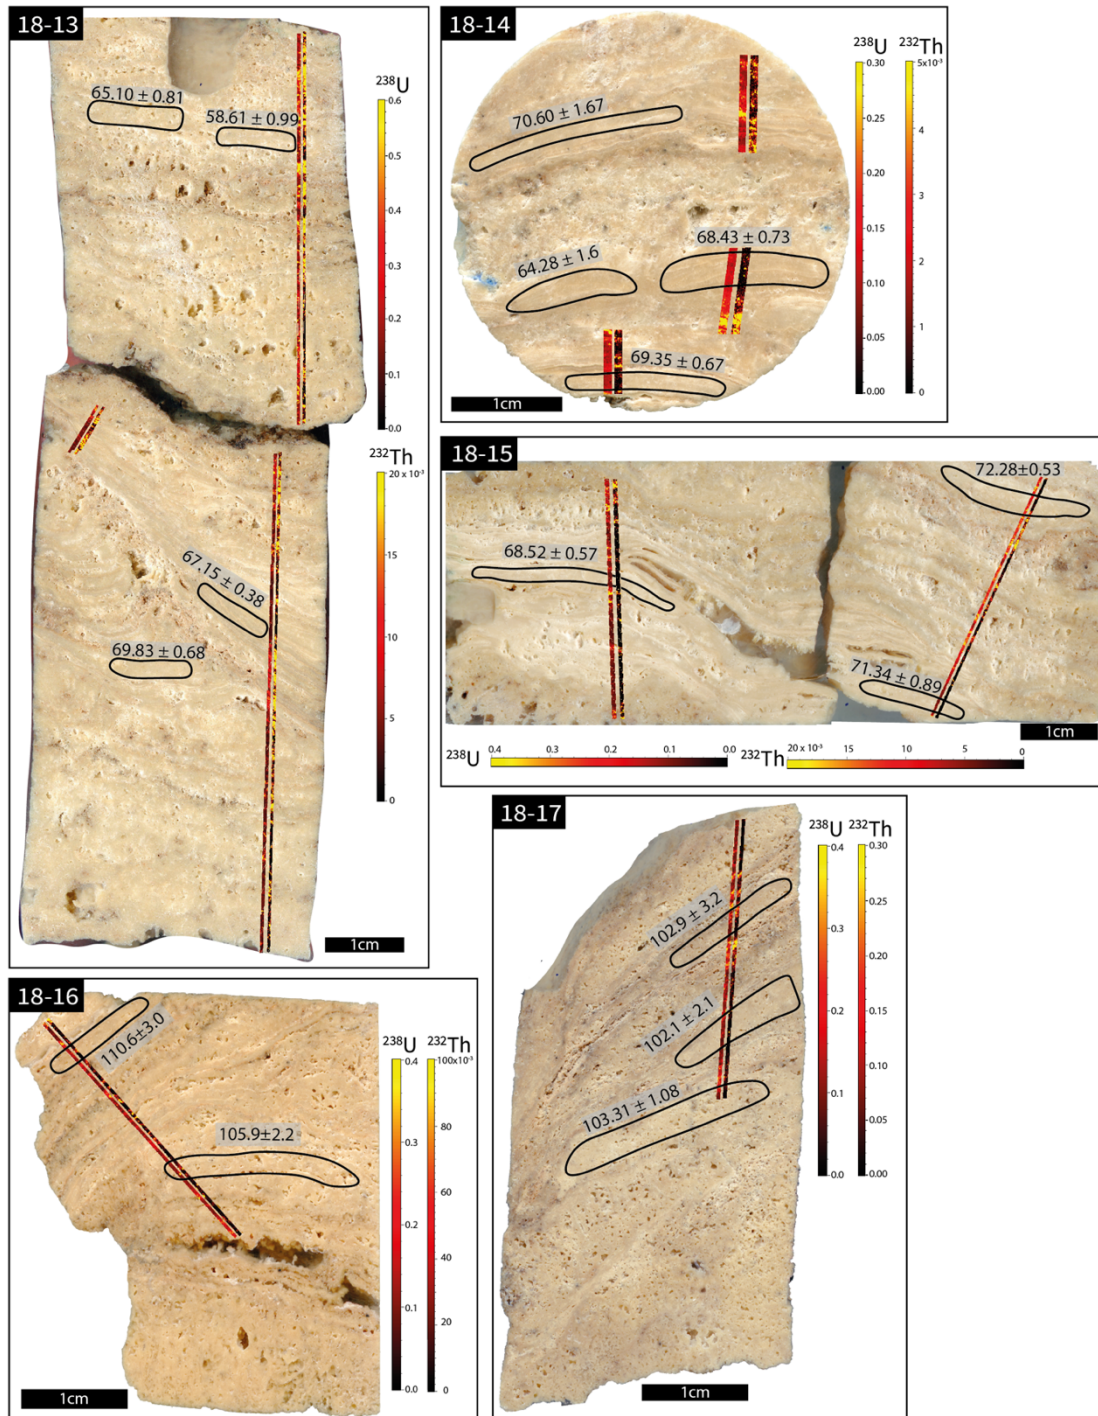 18-13
65.10 ± 0.81
58.61 ± 0.99
67.15 ± 0.38
69.83 ± 0.68
²³⁸U
0.6
0.5
0.4
0.3
0.2
0.1
0.0
²³²Th
20 x 10⁻³
15
10
5
0
1cm
18-14
70.60 ± 1.67
64.28 ± 1.6
68.43 ± 0.73
69.35 ± 0.67
1cm
²³⁸U ²³²Th
0.30 5x10⁻³
0.25
4
0.20
3
0.15
2
0.10
1
0.05
0.00 0
18-15
68.52 ± 0.57
72.28±0.53
71.34 ± 0.89
1cm
²³⁸U 0.4 0.3 0.2 0.1 0.0
²³²Th 20 x 10⁻³ 15 10 5 0
18-16
110.6±3.0
105.9±2.2
1cm
²³⁸U ²³²Th
0.4 100x10⁻³
80
0.3
60
0.2
40
0.1
20
0.0 0
18-17
102.9 ± 3.2
102.1 ± 2.1
103.31 ± 1.08
1cm
²³⁸U ²³²Th
0.4 0.30
0.25
0.3
0.20
0.2 0.15
0.10
0.1
0.05
0.0 0.00